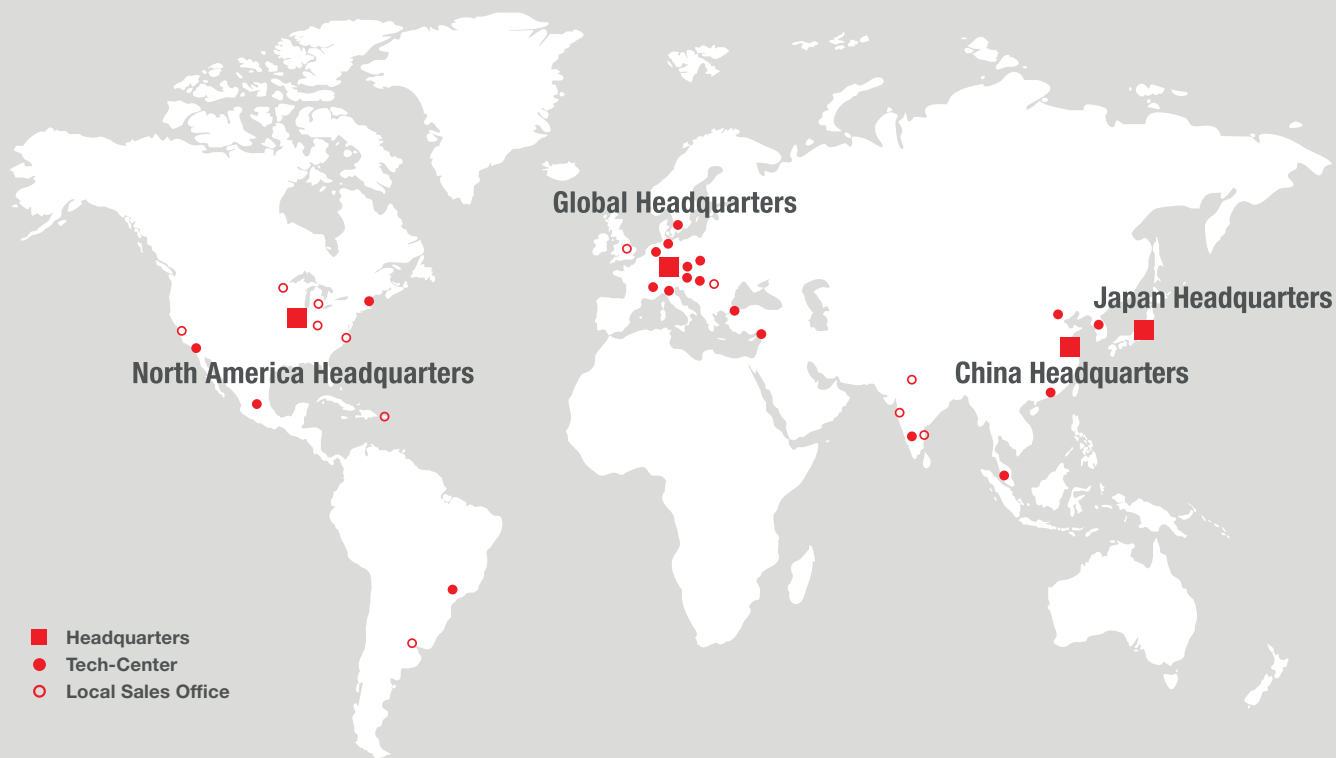 Global Headquarters
Japan Headquarters
North America Headquarters
China Headquarters
Headquarters
Tech-Center
Local Sales Office